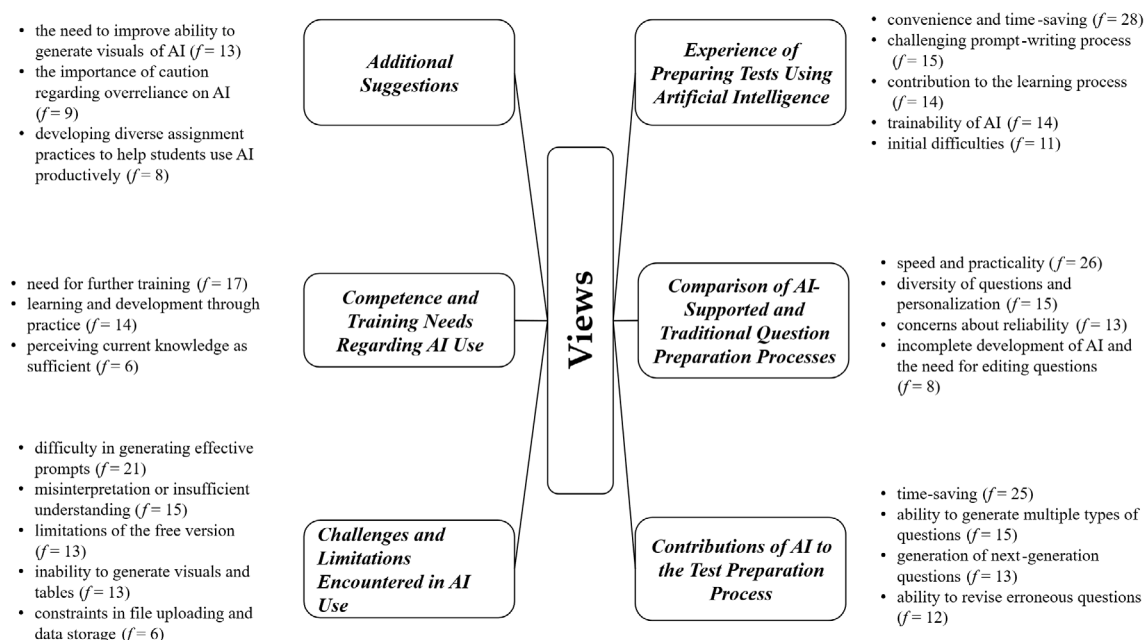 • the need to improve ability to
generate visuals of AI (f = 13)
• the importance of caution
regarding overreliance on AI
(f = 9)
• developing diverse assignment
practices to help students use AI
productively (f = 8)
Additional
Suggestions
• need for further training (f = 17)
• learning and development through
practice (f = 14)
• perceiving current knowledge as
sufficient (f = 6)
Competence and
Training Needs
Regarding AI Use
• difficulty in generating effective
prompts (f = 21)
• misinterpretation or insufficient
understanding (f = 15)
• limitations of the free version
(f = 13)
• inability to generate visuals and
tables (f = 13)
• constraints in file uploading and
data storage (f = 6)
Challenges and
Limitations
Encountered in AI
Use
Views
Experience of
Preparing Tests Using
Artificial Intelligence
• convenience and time-saving (f = 28)
• challenging prompt-writing process
(f = 15)
• contribution to the learning process
(f = 14)
• trainability of AI (f = 14)
• initial difficulties (f = 11)
Comparison of AI-
Supported and
Traditional Question
Preparation Processes
• speed and practicality (f = 26)
• diversity of questions and
personalization (f = 15)
• concerns about reliability (f = 13)
• incomplete development of AI and
the need for editing questions
(f = 8)
Contributions of AI to
the Test Preparation
Process
• time-saving (f = 25)
• ability to generate multiple types of
questions (f = 15)
• generation of next-generation
questions (f = 13)
• ability to revise erroneous questions
(f = 12)